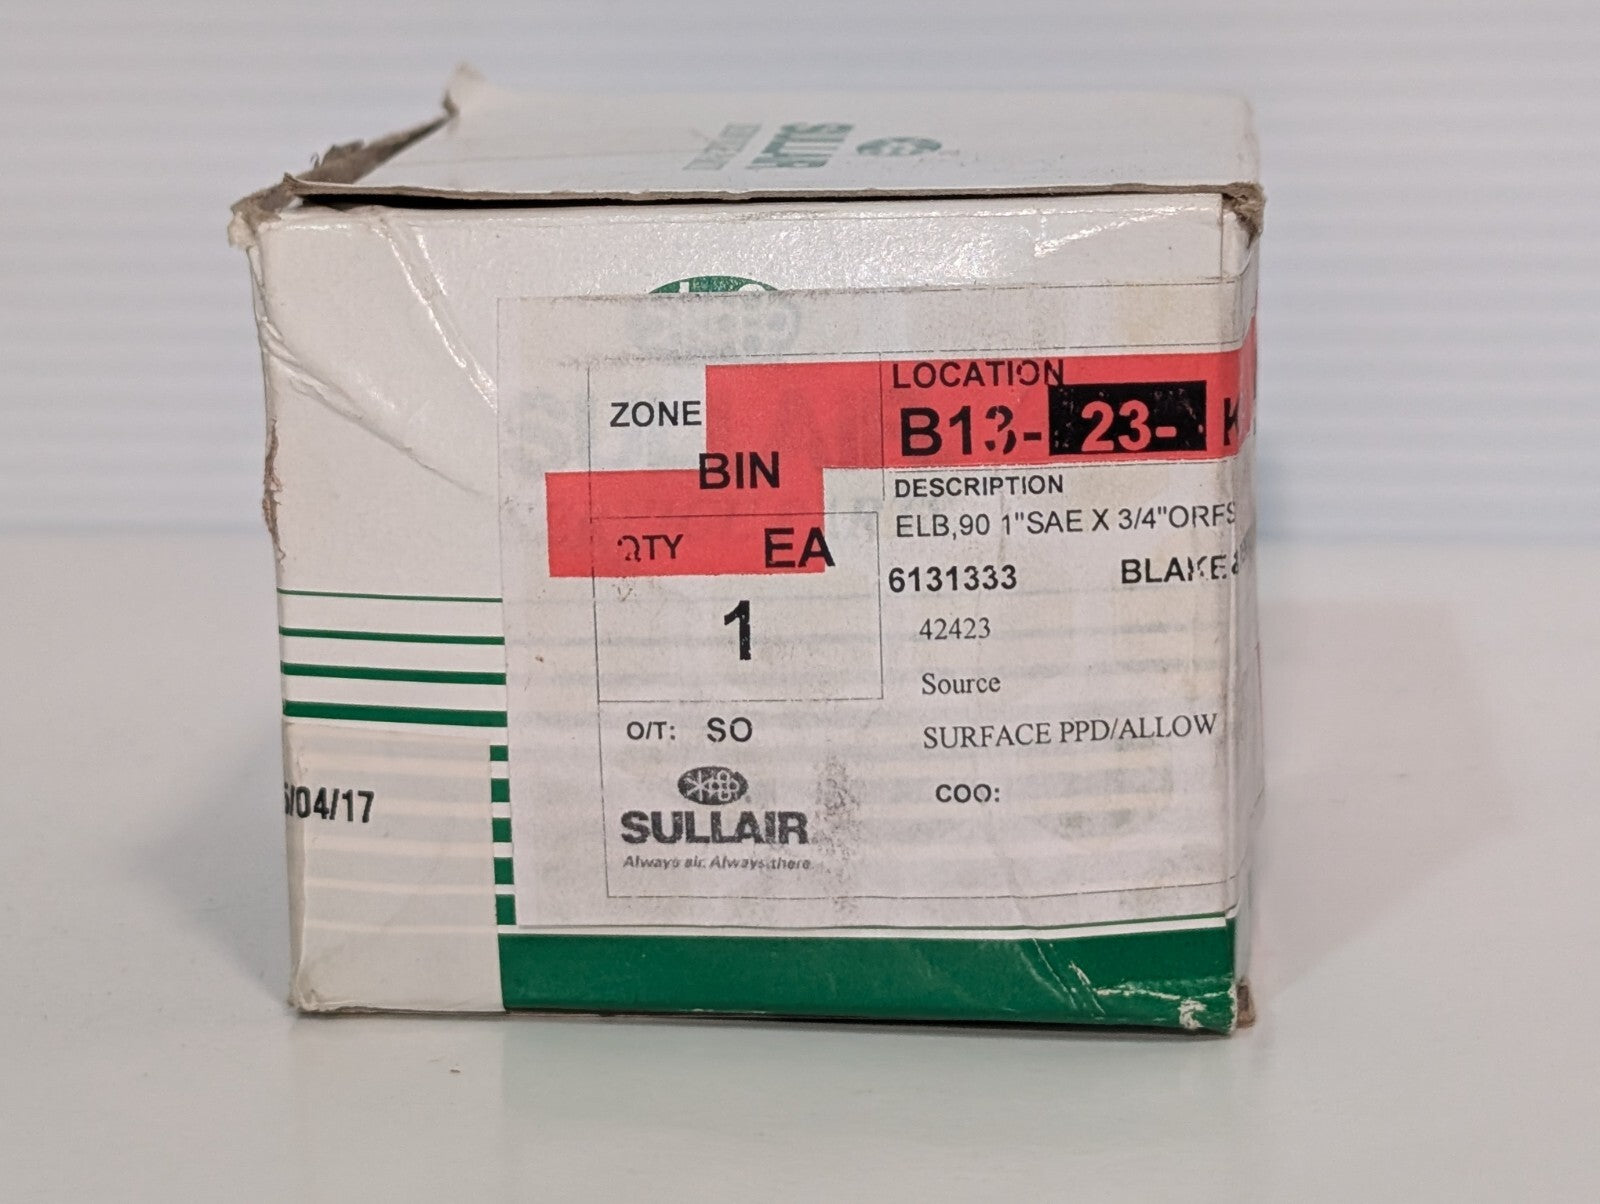 ZONE
BIN
LOCATION
B13-23-K
DESCRIPTION
ELB,90 1"SAE X 3/4"ORFS
QTY EA
1
6131333 BLAKE &
42423
Source
SURFACE PPD/ALLOW
O/T: SO
COO:
SULLAIR
Always air. Always there.
/04/17